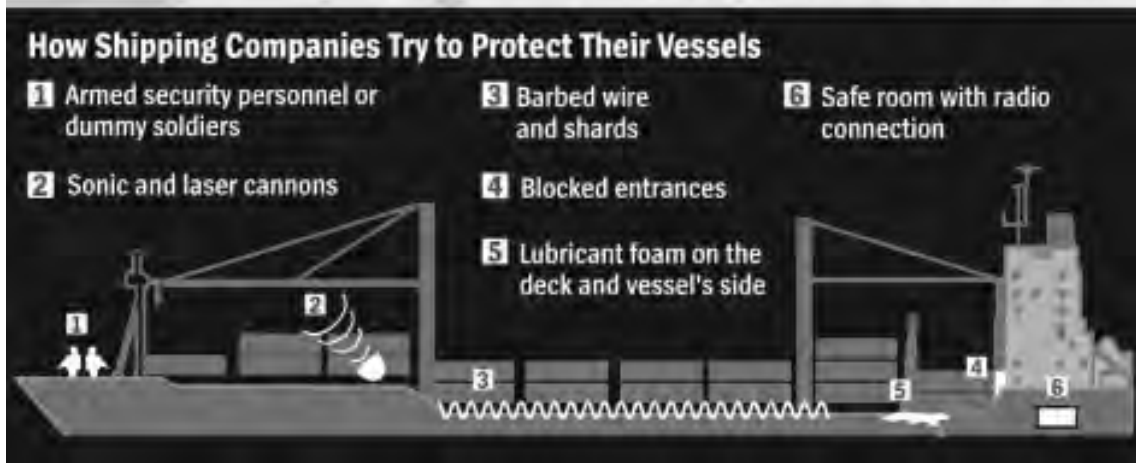 How Shipping Companies Try to Protect Their Vessels
1 Armed security personnel or
dummy soldiers
2 Sonic and laser cannons
3 Barbed wire
and shards
4 Blocked entrances
5 Lubricant foam on the
deck and vessel's side
6 Safe room with radio
connection
1
2
3
5
4
6